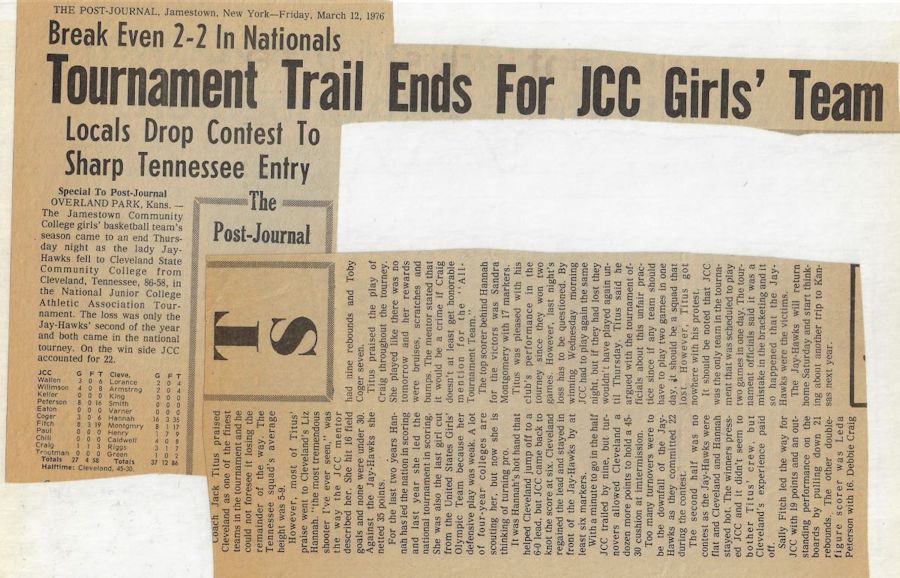 THE POST-JOURNAL, Jamestown, New York—Friday, March 12, 1976
Break Even 2-2 In Nationals
Tournament Trail Ends For JCC Girls' Team
Locals Drop Contest To
Sharp Tennessee Entry
Special To Post-Journal
OVERLAND PARK, Kans. —
The Jamestown Community
College girls' basketball team's
season came to an end Thurs-
day night as the lady Jay-
Hawks fell to Cleveland State
Community College from
Cleveland, Tennessee, 86-58, in
the National Junior College
Athletic Association Tour-
nament. The loss was only the
Jay-Hawks' second of the year
and both came in the national
tourney. On the win side JCC
accounted for 22.
JCC G F T Cleve. G F T
Wallen 3 0 6 Lorance 2 0 4
Willimson 4 0 8 Armstrng 2 0 4
Keller 0 0 0 King 0 0 0
Peterson 8 0 16 Smith 0 0 0
Eaton 0 0 0 Varner 0 0 0
Coger 3 0 6 Hannah 16 3 35
Fitch 8 3 19 Montgmry 8 1 17
Paul 0 0 0 Henry 1 7 9
Chili 0 0 0 Caldwell 4 0 8
Craig 1 1 3 Riggs 3 1 7
Troutman 0 0 0 Green 1 0 2
Totals 27 4 58 Totals 37 12 86
Halftime: Cleveland, 45-30.
The
Post-Journal
T
S
Coach Jack Titus praised
Cleveland as one of the finest
teams in the tournament and he
could not foresee it losing the
remainder of the way. The
Tennessee squad's average
height was 5-9.
However, most of Titus'
praise went to Cleveland's Liz
Hannah, "the most tremendous
shooter I've ever seen," was
the way the JCC mentor
described her. She hit 16 field
goals and none were under 30.
Against the Jay-Hawks she
netted 35 points.
For the last two years Han-
nah has led the nation in scoring
and last year she led the
national tournament in scoring.
She was also the last girl cut
from the United States Girls'
Olympic Team because her
defensive play was weak. A lot
of four-year colleges are
scouting her, but now she is
thinking of marriage instead.
It was Hannah's hot hand that
helped Cleveland jump off to a
6-0 lead, but JCC came back to
knot the score at six. Cleveland
regained the lead and stayed in
front of the Jay-Hawks by at
least six markers.
With a minute to go in the half
JCC trailed by nine, but tur-
novers allowed Cleveland a
dozen more points to hold a 45-
30 cushion at intermission.
Too many turnovers were to
be the downfall of the Jay-
Hawks as they committed 22
during the contest.
The second half was no
contest as the Jay-Hawks were
flat and Cleveland and Hannah
stayed hot. The winners press-
ed JCC and it didn't seem to
bother Titus' crew, but
Cleveland's experience paid
off.
Sally Fitch led the way for
JCC with 19 points and an out-
standing performance on the
boards by pulling down 21
rebounds. The other double-
figure scorer was Leda
Peterson with 16. Debbie Craig
had nine rebounds and Toby
Coger seven.
Titus praised the play of
Craig throughout the tourney.
She played as if there was no
tomorrow and her rewards
were bruises, scratches and
bumps. The mentor stated that
it would be a crime if Craig
doesn't at least get honorable
mention for the "All-
Tournament Team."
The top scorer behind Hannah
for the victors was Sandra
Montgomery with 17 markers.
Titus was pleased with his
club's performance in the
tourney since they won two
games. However, last night's
loss has to be questioned. By
winning Wednesday morning
JCC had to play again the same
night, but if they had lost they
wouldn't have played again un-
til Thursday. Titus said he
argued with the tournament of-
ficials about this unfair prac-
tice since if any team should
have to play two games in one
day, it should be a squad that
lost. However, Titus got
nowhere with his protest.
It should be noted that JCC
was the only team in the tourna-
ment that was scheduled to play
two games in one day. The tour-
nament officials said it was a
mistake in the bracketing and it
so happened that the Jay-
Hawks were the victims.
The Jay-Hawks will return
home Saturday and start think-
ing about another trip to Kan-
sas next year.